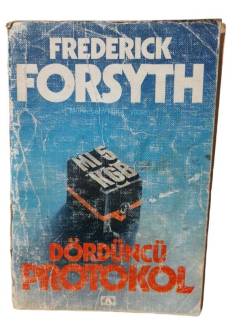 FREDERICK
FORSYTH
MI 5
KGB
DÖRDÜNCÜ
PROTOKOL